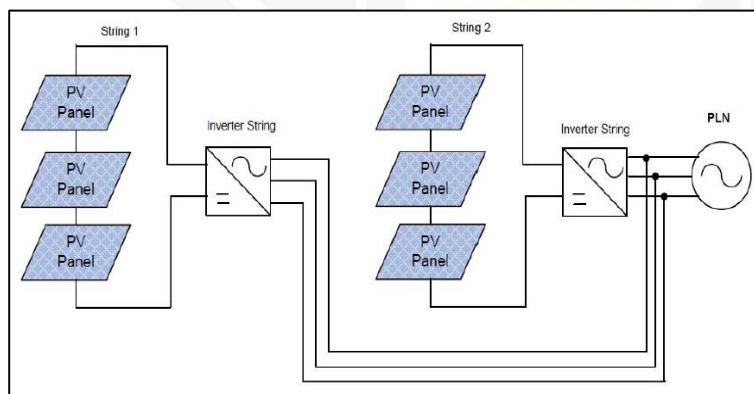 String 1
PV
Panel
PV
Panel
PV
Panel
Inverter String
String 2
PV
Panel
PV
Panel
PV
Panel
Inverter String
PLN